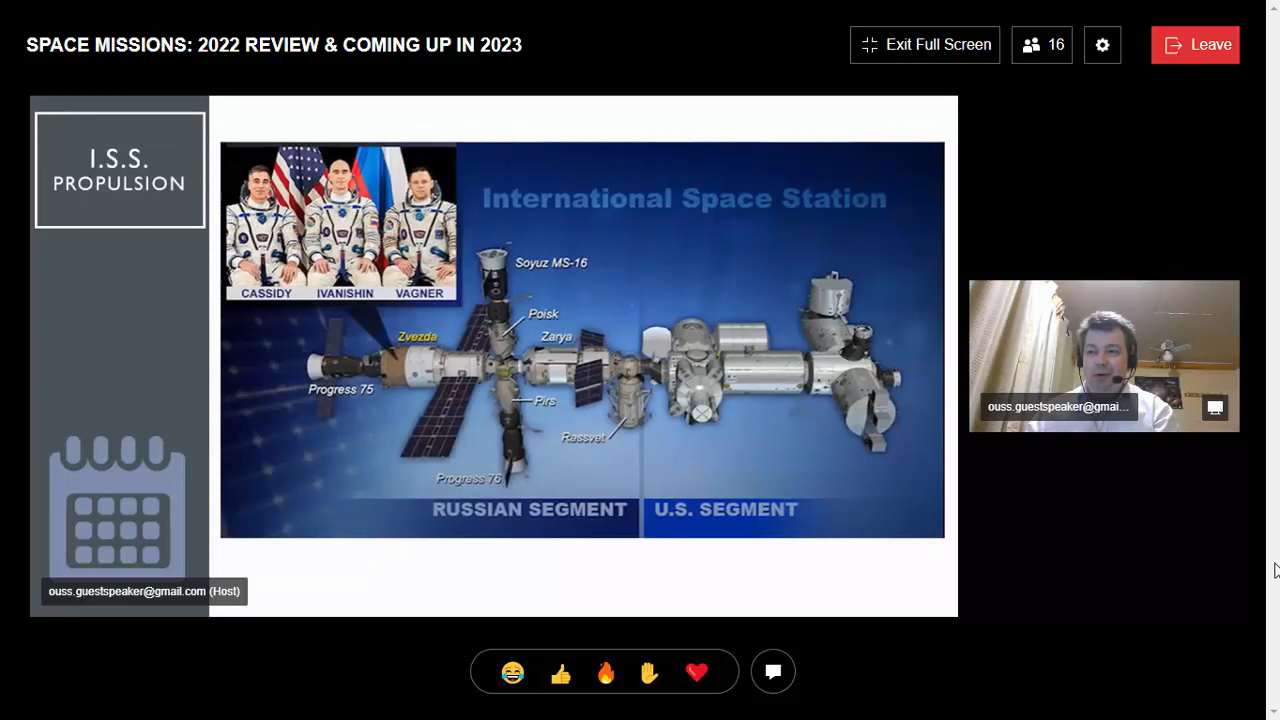 SPACE MISSIONS: 2022 REVIEW & COMING UP IN 2023
Exit Full Screen
16
Leave
I.S.S.
PROPULSION
CASSIDY IVANISHIN VAGNER
International Space Station
Soyuz MS-16
Poisk
Zvezda
Zarya
Progress 75
Pirs
Rassvet
Progress 76
RUSSIAN SEGMENT
U.S. SEGMENT
ouss.guestspeaker@gmail.com (Host)
ouss.guestspeaker@gmai...